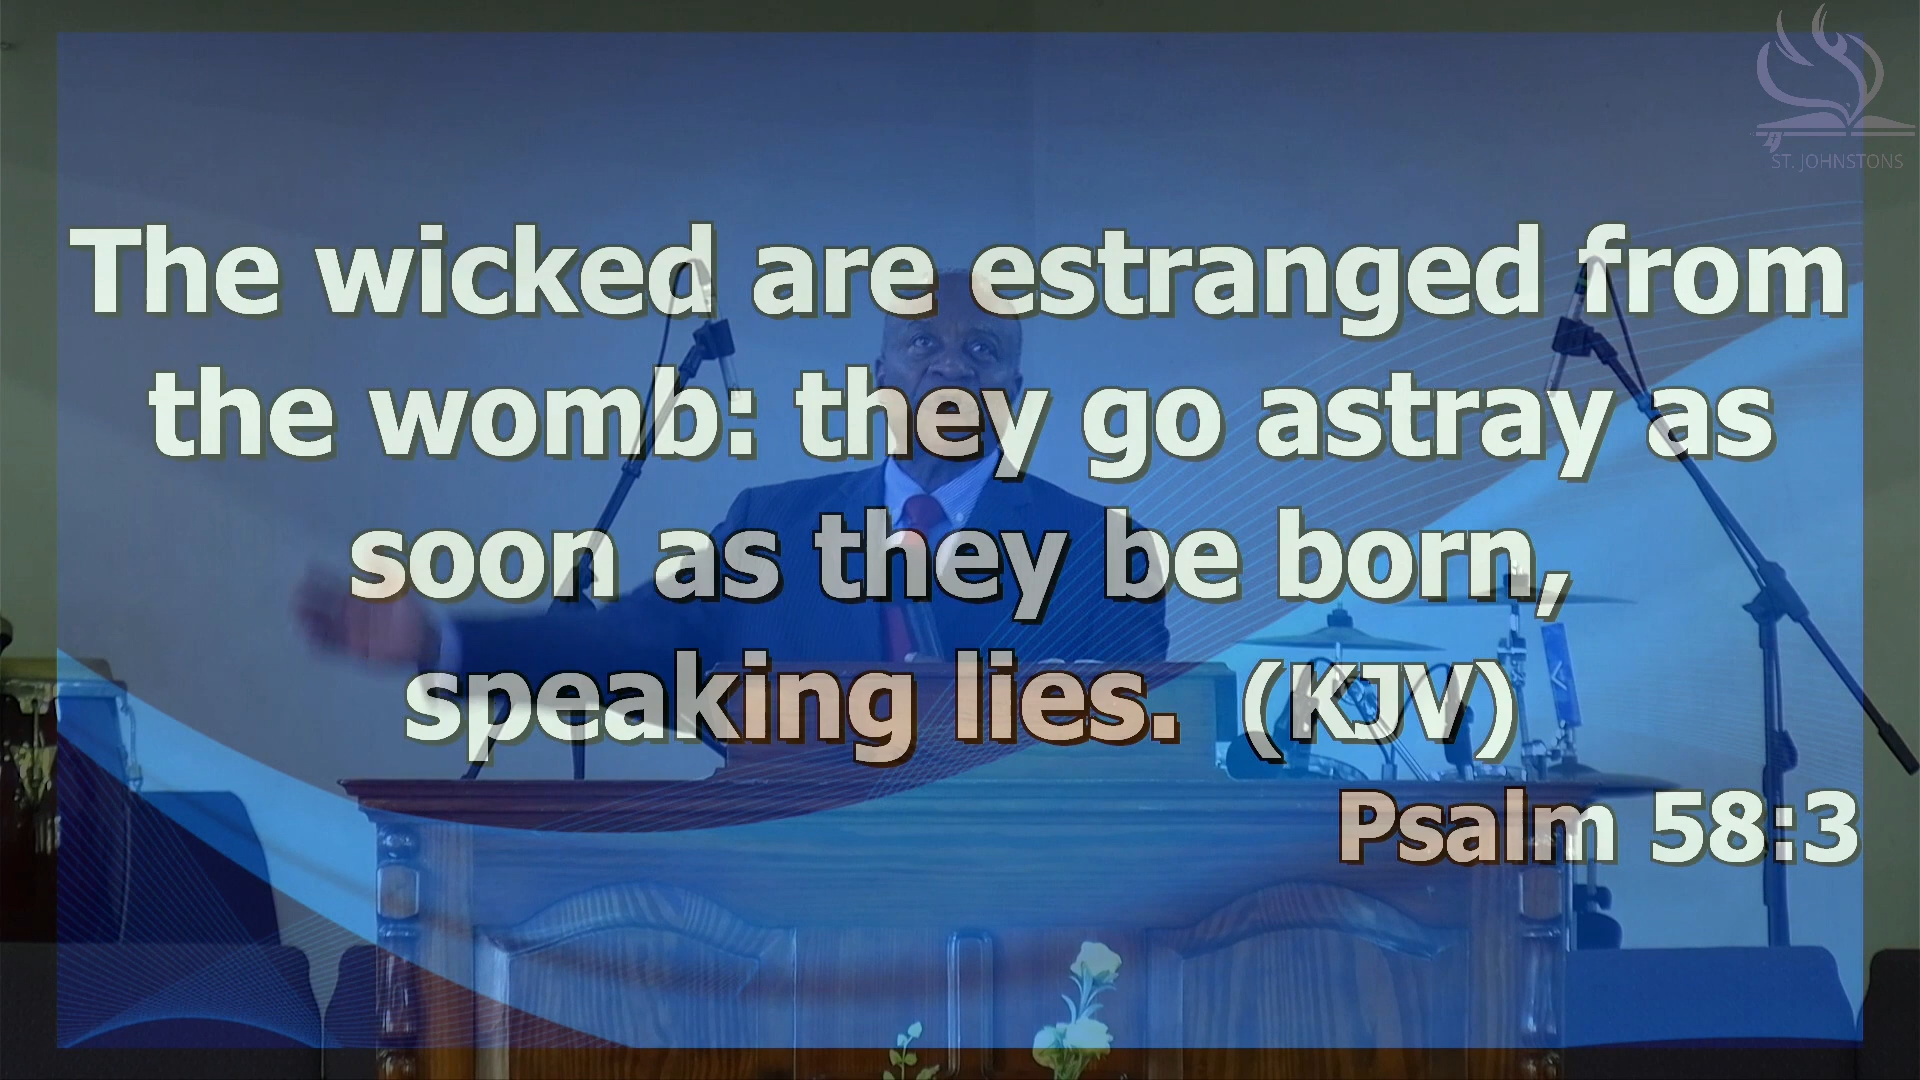 ST. JOHNSTONS
The wicked are estranged from
the womb: they go astray as
soon as they be born,
speaking lies. (KJV)
Psalm 58:3